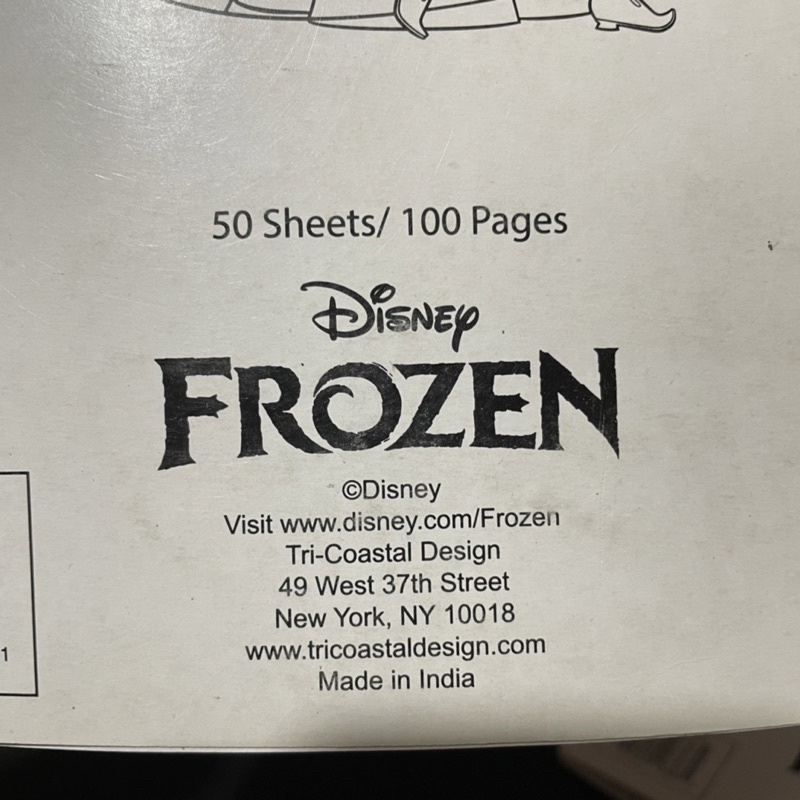 50 Sheets/ 100 Pages
Disney
FROZEN
©Disney
Visit www.disney.com/Frozen
Tri-Coastal Design
49 West 37th Street
New York, NY 10018
www.tricoastaldesign.com
Made in India
1